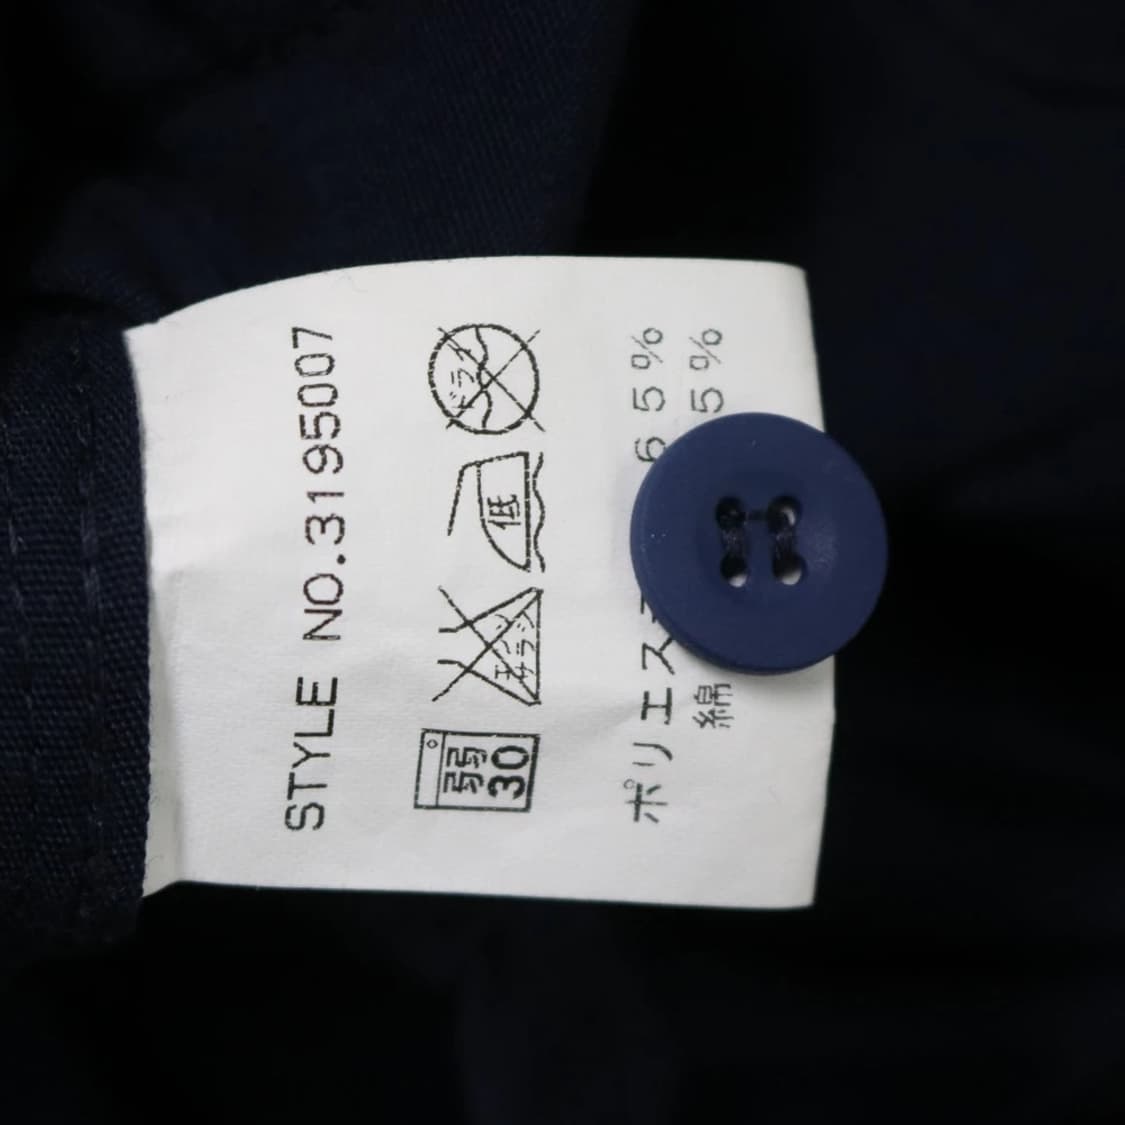 ポリエステ 65%
綿 5%
弱
30
エンソ
サラシ
低
ドライ
STYLE NO.3195007